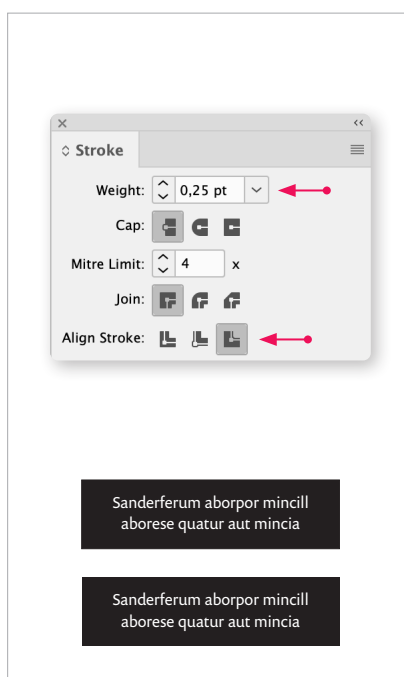 Stroke
Weight: 0,25 pt
Cap:
Mitre Limit: 4 x
Join:
Align Stroke:
Sanderferum aborpor mincill
aborese quatur aut mincia
Sanderferum aborpor mincill
aborese quatur aut mincia